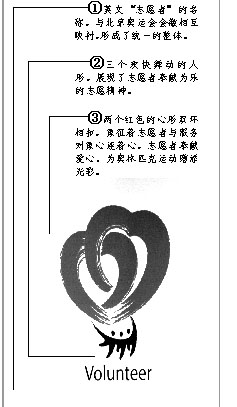 ①英文“志愿者”的名
称，与北京奥运会会徽相互
映衬，形成了统一的整体。
②三个欢快舞动的人
形，展现了志愿者奉献为乐
的志愿精神。
③两个红色的心形环环
相扣，象征着志愿者与服务
对象心连着心，志愿者奉献
爱心，为奥林匹克运动增添
光彩。
Volunteer